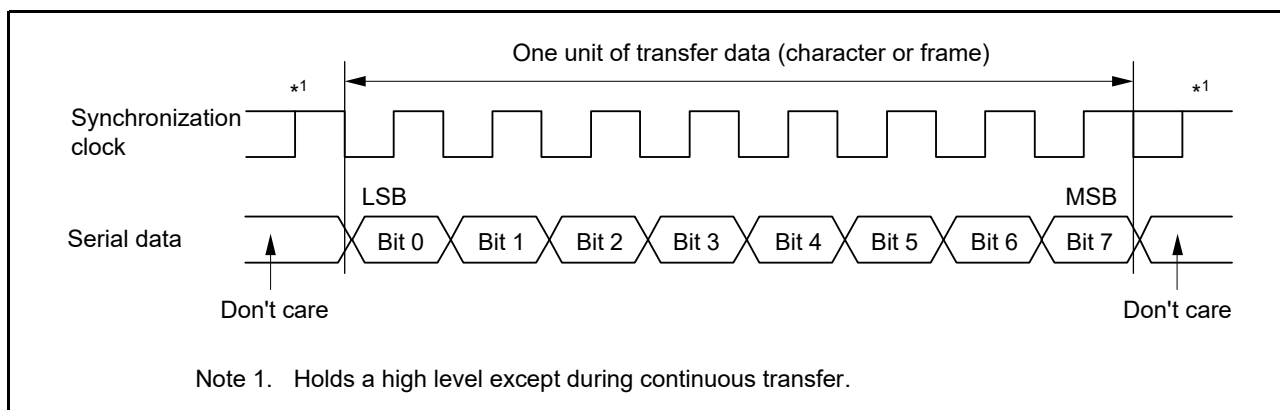 One unit of transfer data (character or frame)
*1
*1
Synchronization
clock
LSB
MSB
Serial data
Bit 0
Bit 1
Bit 2
Bit 3
Bit 4
Bit 5
Bit 6
Bit 7
Don't care
Don't care
Note 1. Holds a high level except during continuous transfer.